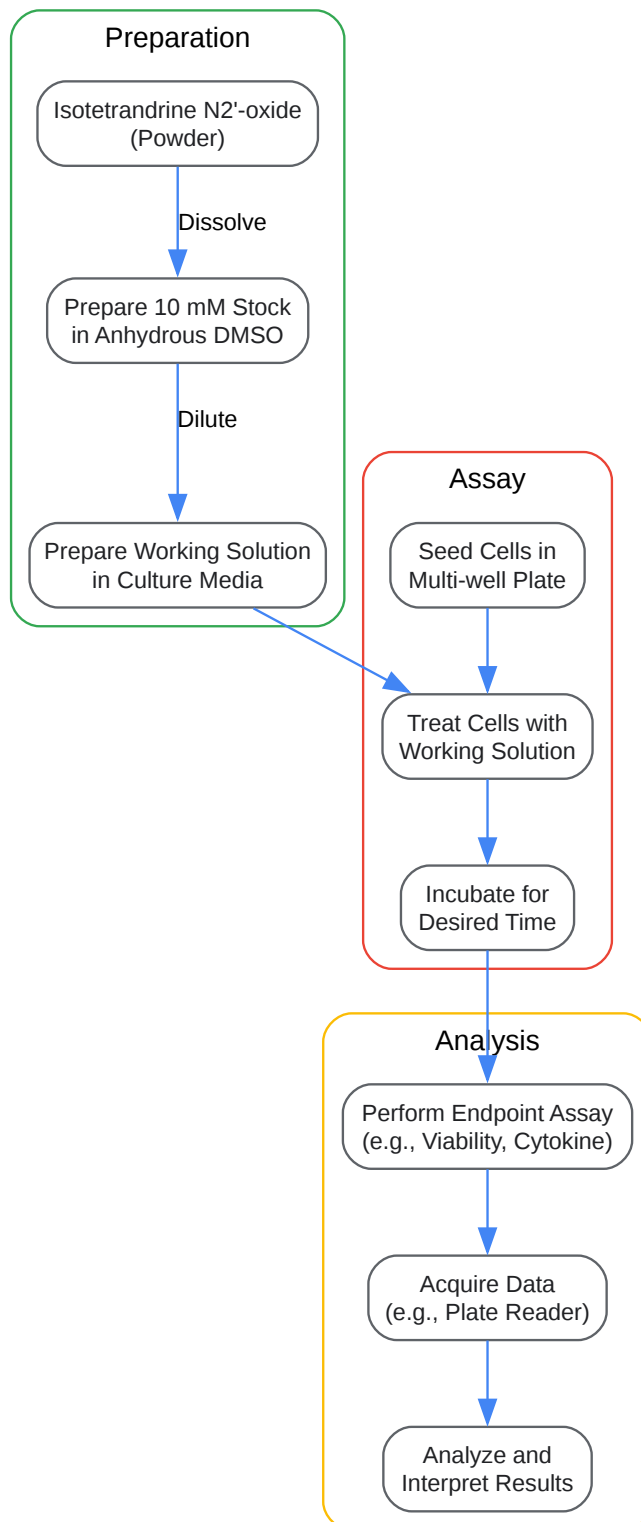 Preparation
Isotetrandrine N2'-oxide
(Powder)
Dissolve
Prepare 10 mM Stock
in Anhydrous DMSO
Dilute
Prepare Working Solution
in Culture Media
Assay
Seed Cells in
Multi-well Plate
Treat Cells with
Working Solution
Incubate for
Desired Time
Analysis
Perform Endpoint Assay
(e.g., Viability, Cytokine)
Acquire Data
(e.g., Plate Reader)
Analyze and
Interpret Results